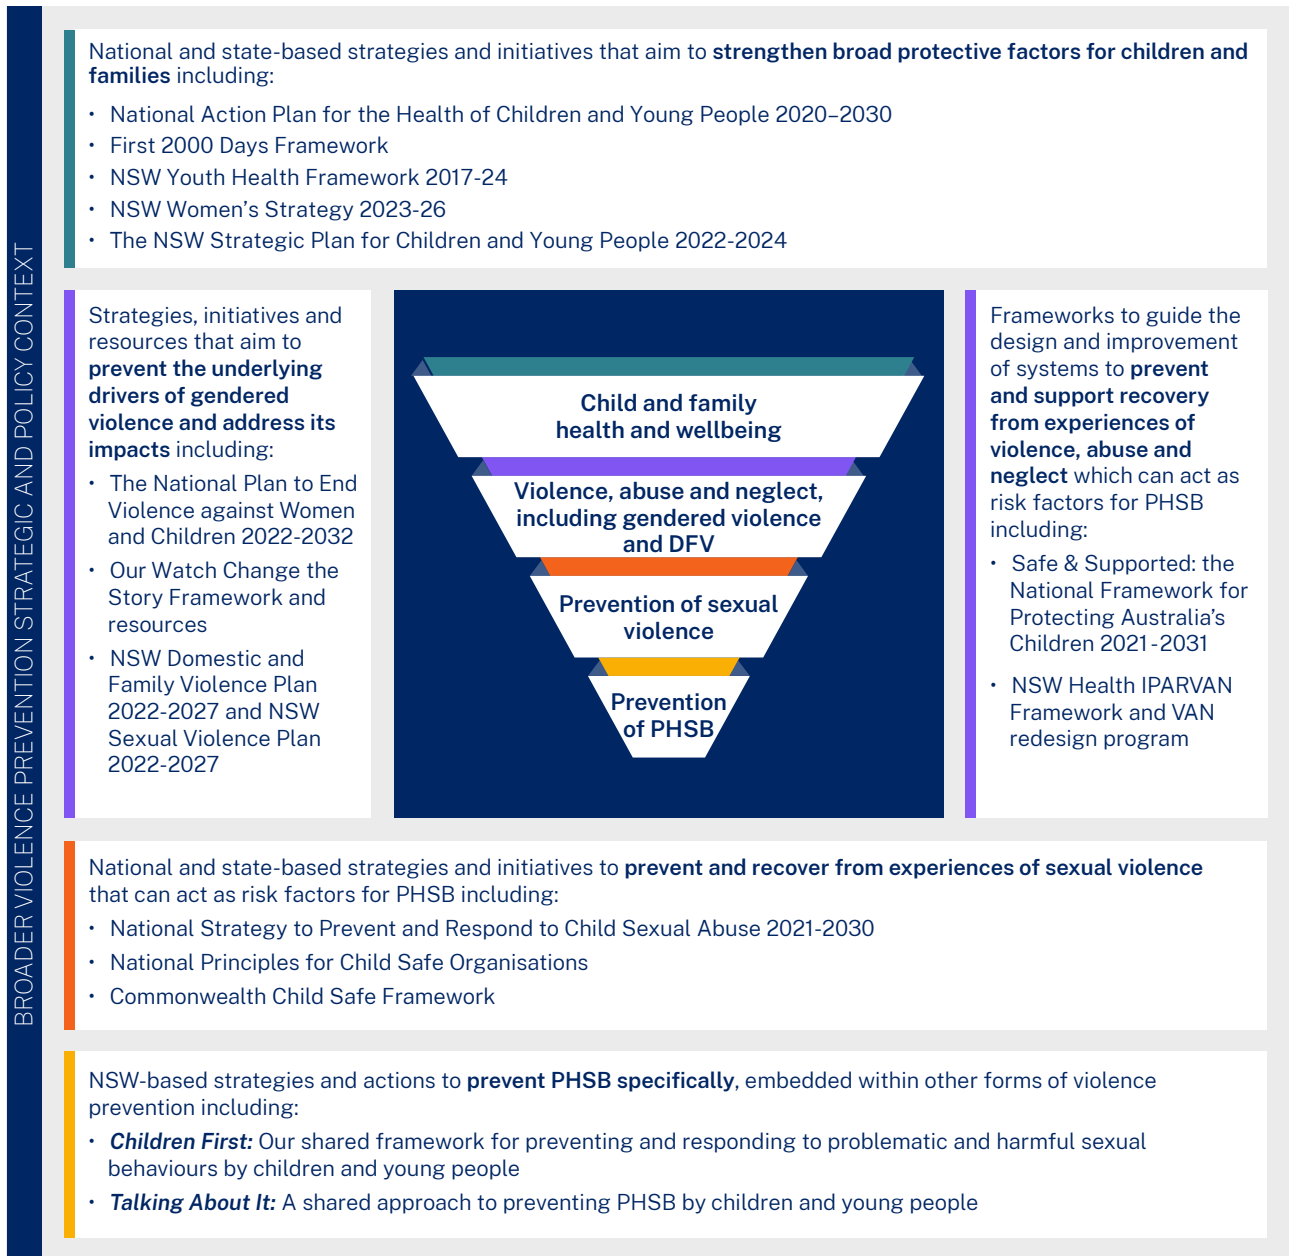 BROADER VIOLENCE PREVENTION STRATEGIC AND POLICY CONTEXT
National and state-based strategies and initiatives that aim to strengthen broad protective factors for children and
families including:
• National Action Plan for the Health of Children and Young People 2020–2030
• First 2000 Days Framework
• NSW Youth Health Framework 2017-24
• NSW Women’s Strategy 2023-26
• The NSW Strategic Plan for Children and Young People 2022-2024
Strategies, initiatives and
resources that aim to
prevent the underlying
drivers of gendered
violence and address its
impacts including:
• The National Plan to End
Violence against Women
and Children 2022-2032
• Our Watch Change the
Story Framework and
resources
• NSW Domestic and
Family Violence Plan
2022-2027 and NSW
Sexual Violence Plan
2022-2027
Child and family
health and wellbeing
Violence, abuse and neglect,
including gendered violence
and DFV
Prevention of sexual
violence
Prevention
of PHSB
Frameworks to guide the
design and improvement
of systems to prevent
and support recovery
from experiences of
violence, abuse and
neglect which can act as
risk factors for PHSB
including:
• Safe & Supported: the
National Framework for
Protecting Australia’s
Children 2021-2031
• NSW Health IPARVAN
Framework and VAN
redesign program
National and state-based strategies and initiatives to prevent and recover from experiences of sexual violence
that can act as risk factors for PHSB including:
• National Strategy to Prevent and Respond to Child Sexual Abuse 2021-2030
• National Principles for Child Safe Organisations
• Commonwealth Child Safe Framework
NSW-based strategies and actions to prevent PHSB specifically, embedded within other forms of violence
prevention including:
• Children First: Our shared framework for preventing and responding to problematic and harmful sexual
behaviours by children and young people
• Talking About It: A shared approach to preventing PHSB by children and young people